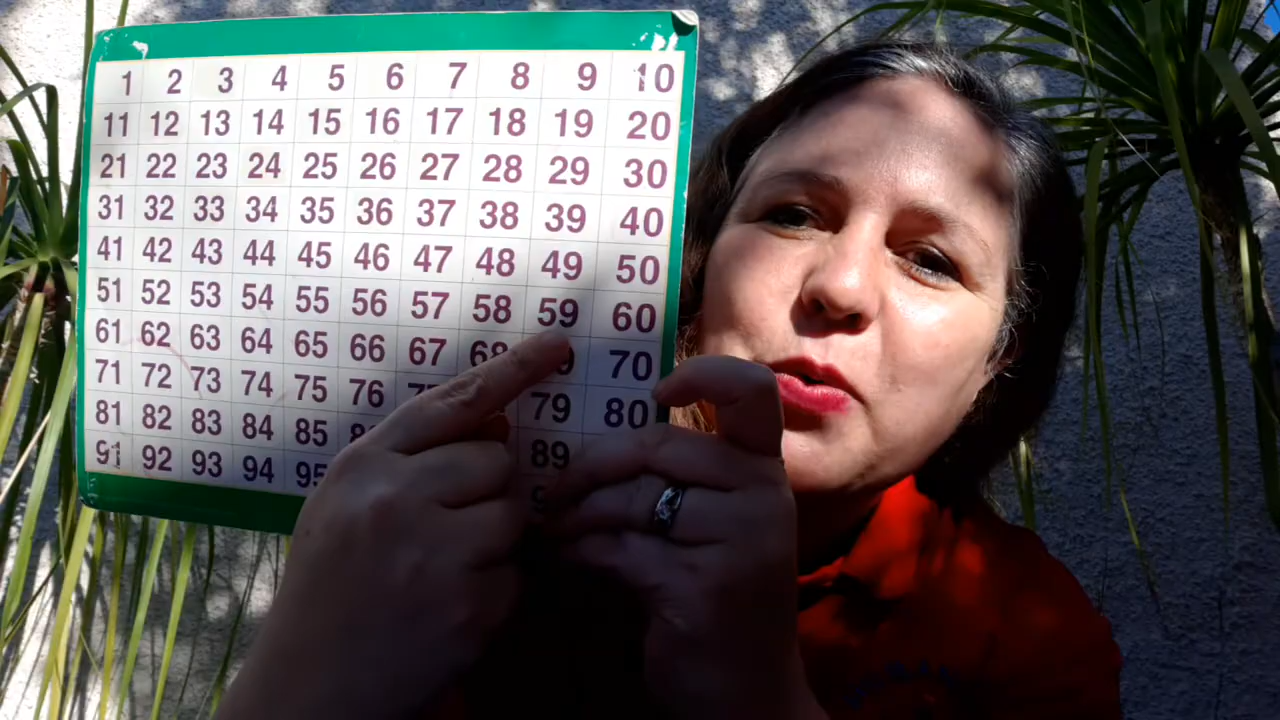 1 2 3 4 5 6 7 8 9 10
11 12 13 14 15 16 17 18 19 20
21 22 23 24 25 26 27 28 29 30
31 32 33 34 35 36 37 38 39 40
41 42 43 44 45 46 47 48 49 50
51 52 53 54 55 56 57 58 59 60
61 62 63 64 65 66 67 68 70
71 72 73 74 75 76 79 80
81 82 83 84 85 89
91 92 93 94 95